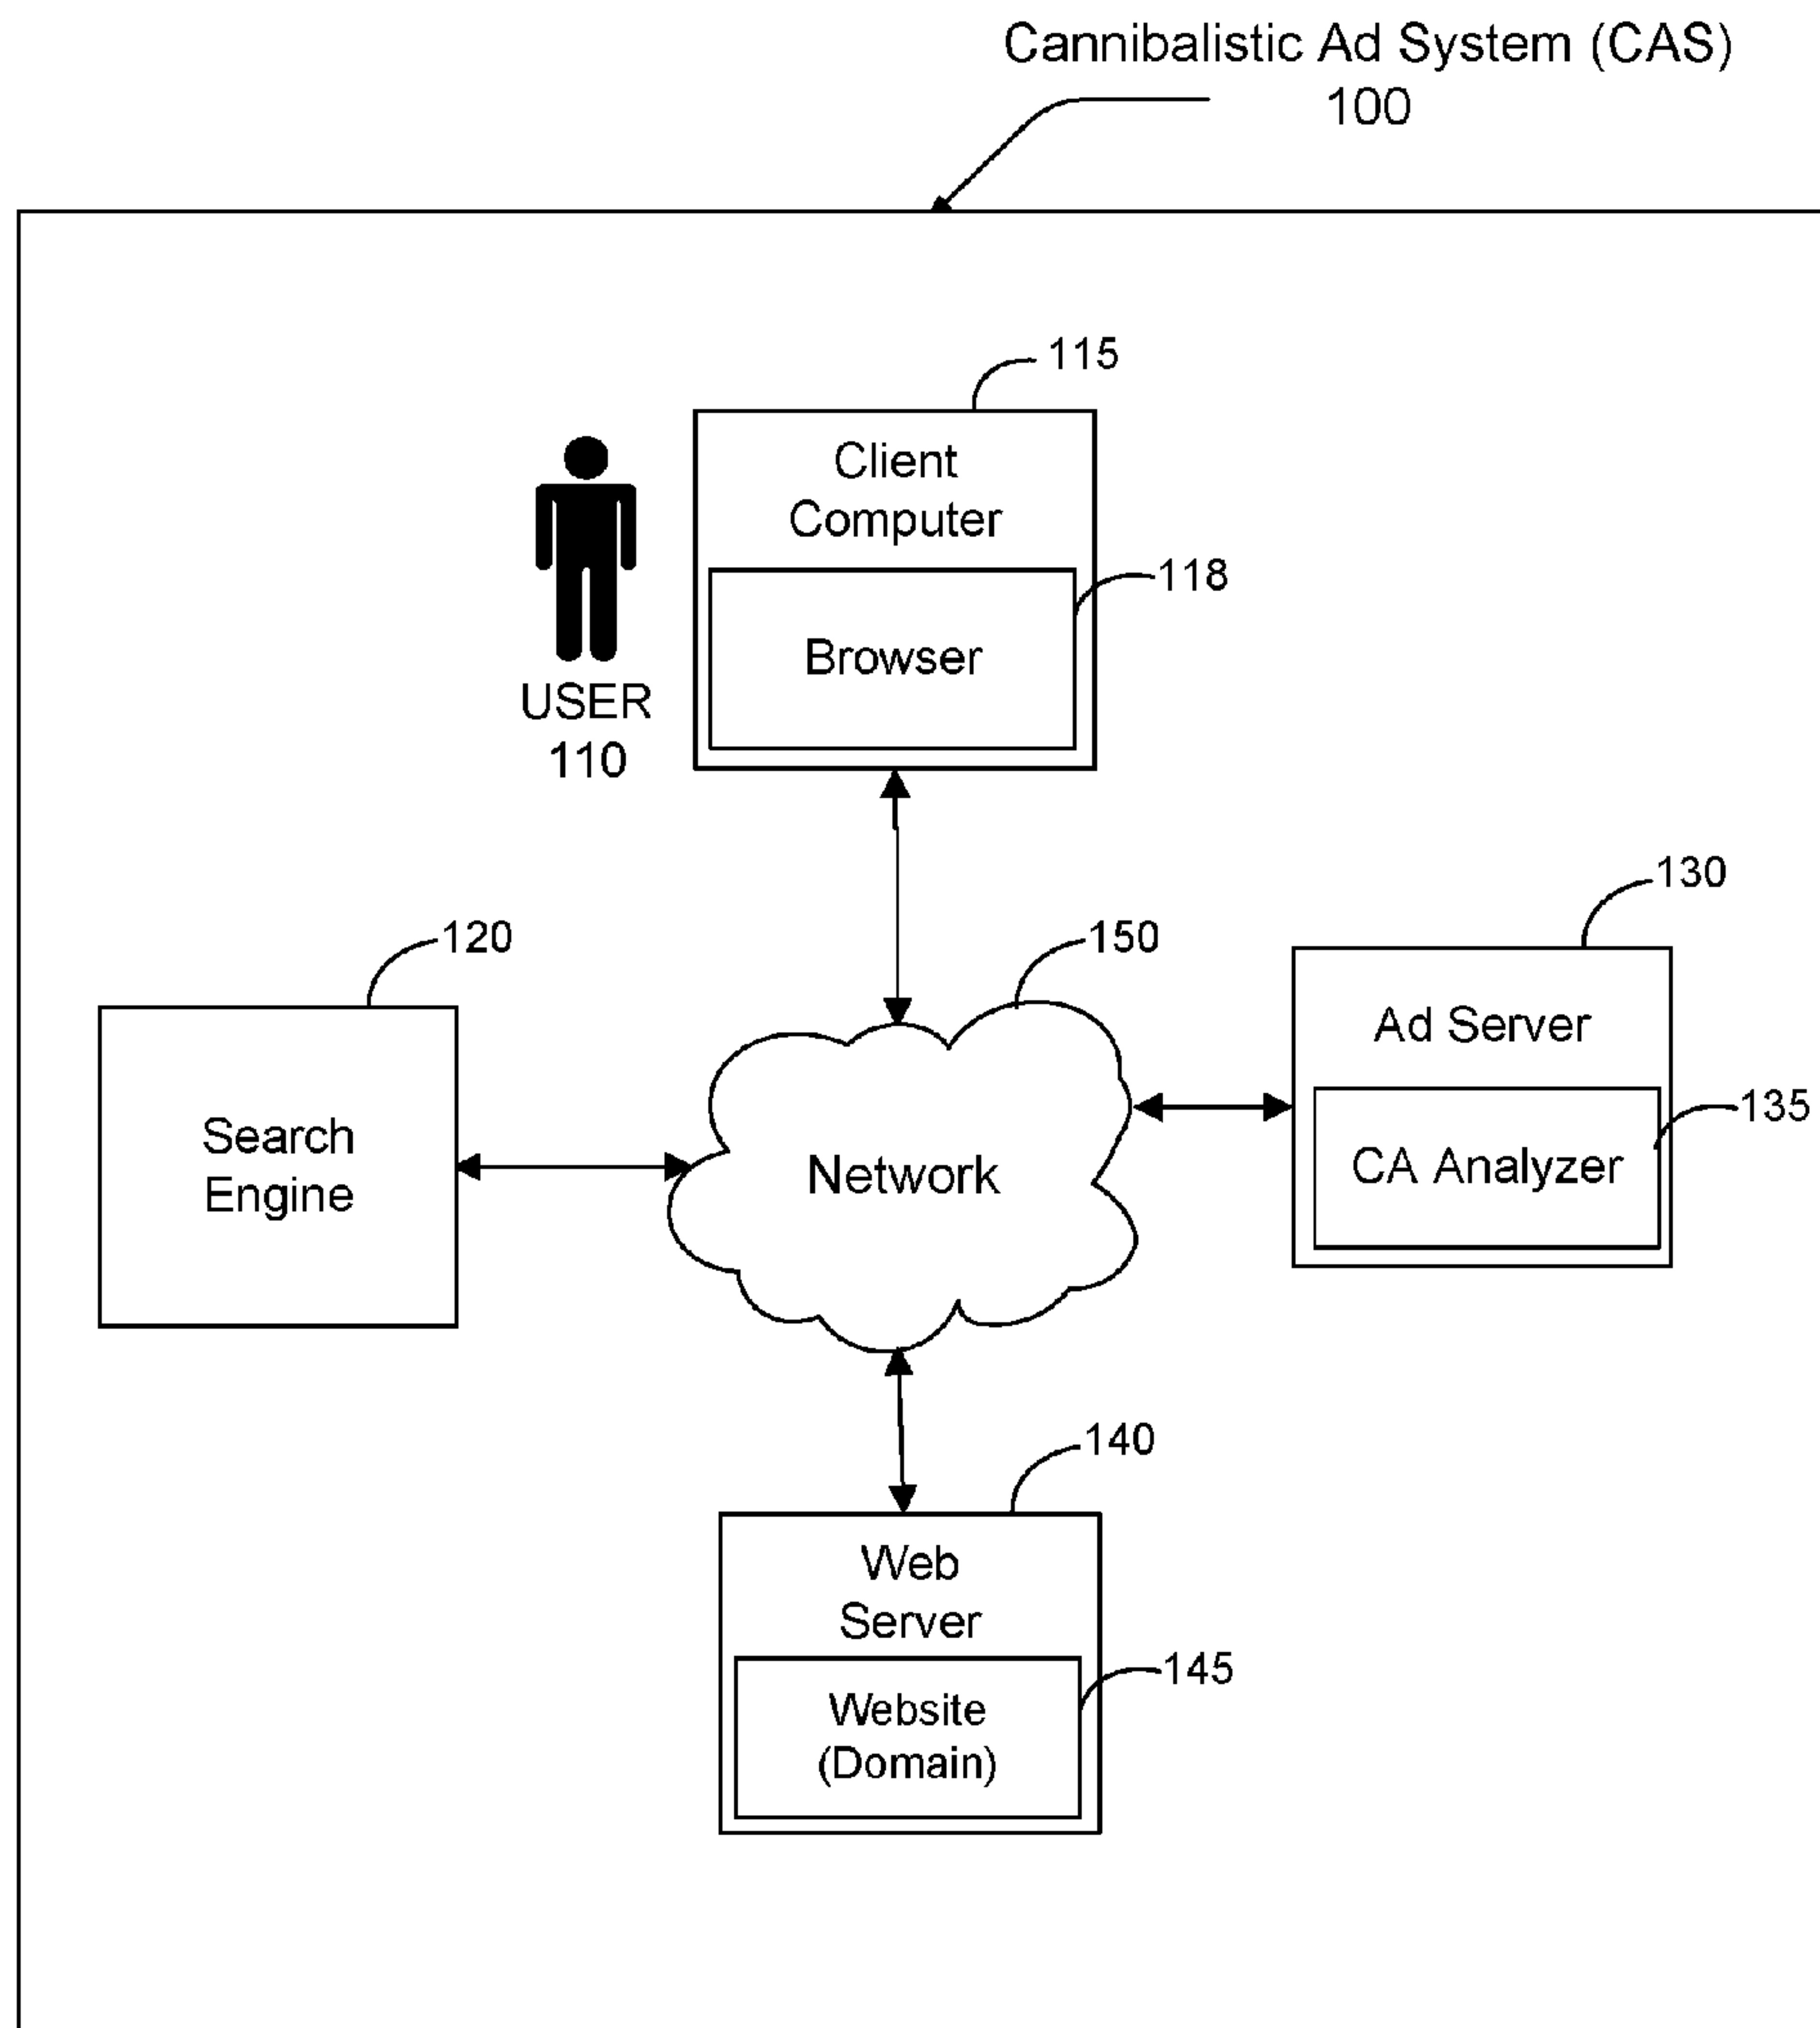 Cannibalistic Ad System (CAS)
100
115
Client
Computer
118
Browser
USER
110
130
120
150
Ad Server
135
CA Analyzer
Search
Engine
Network
140
Web
Server
145
Website
(Domain)